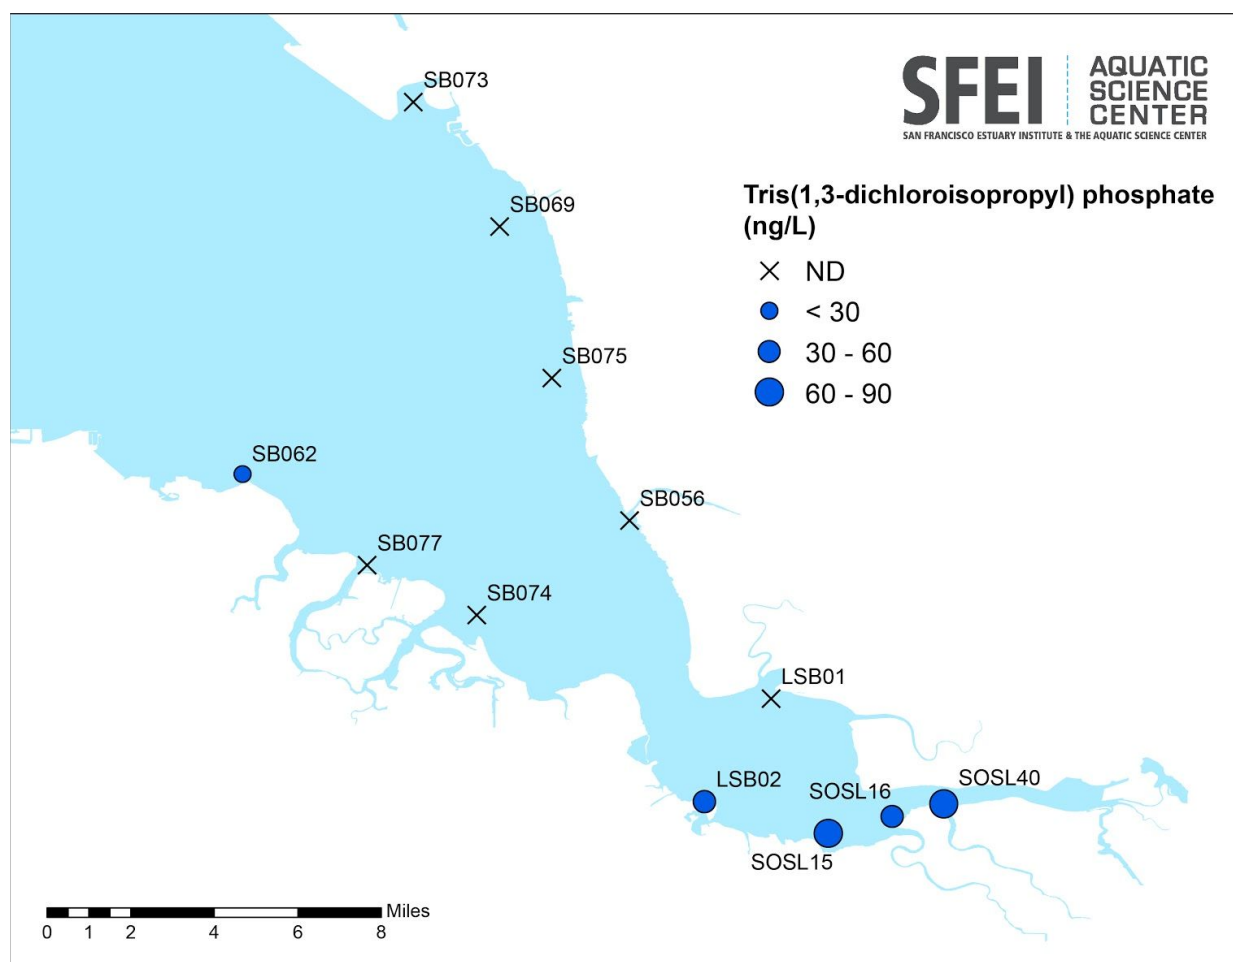 SB073
SFEI
AQUATIC
SCIENCE
CENTER
SAN FRANCISCO ESTUARY INSTITUTE & THE AQUATIC SCIENCE CENTER
Tris(1,3-dichloroisopropyl) phosphate
(ng/L)
ND
< 30
30 - 60
60 - 90
SB069
SB075
SB062
SB056
SB077
SB074
LSB01
LSB02
SOSL16
SOSL40
SOSL15
Miles
0 1 2 4 6 8